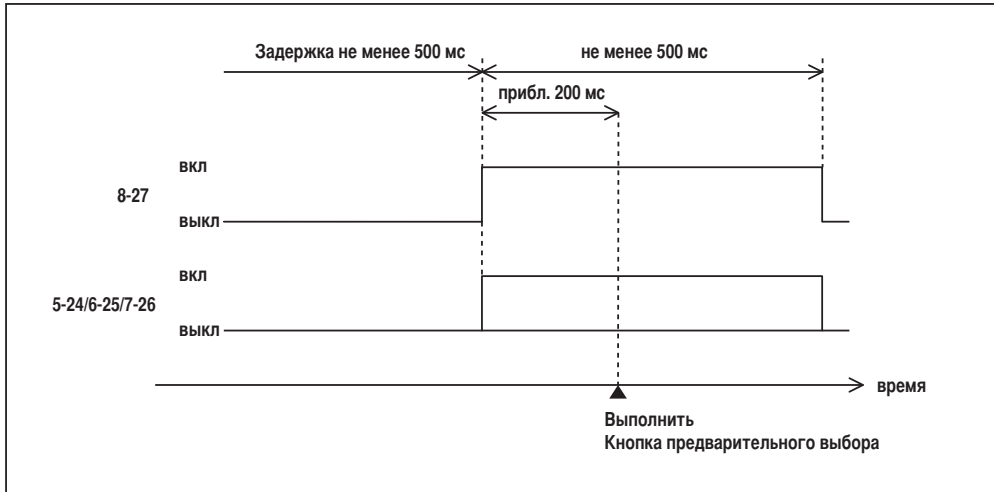 Задержка не менее 500 мс
не менее 500 мс
прибл. 200 мс
вкл
8-27
выкл
вкл
5-24/6-25/7-26
выкл
время
Выполнить
Кнопка предварительного выбора